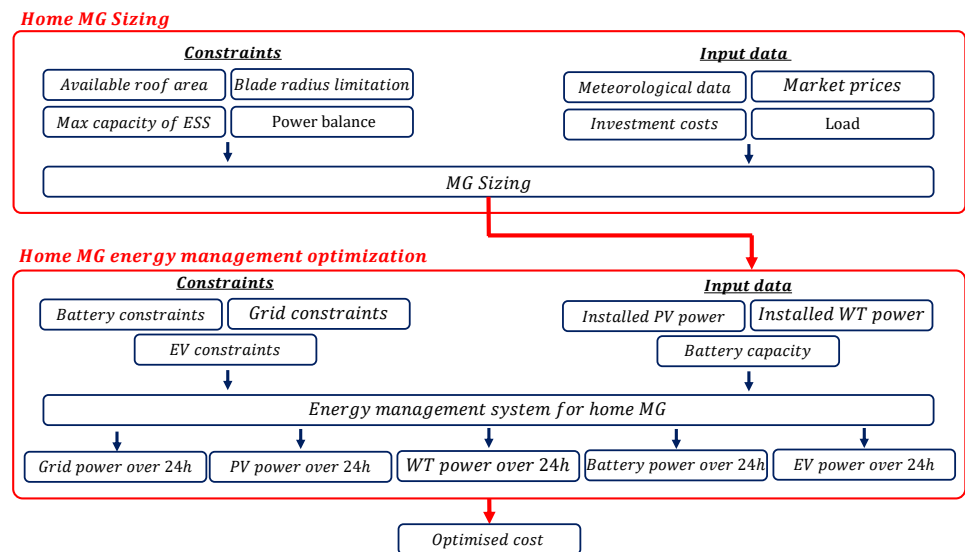 Home MG Sizing
Constraints
Input data
Available roof area
Blade radius limitation
Meteorological data
Market prices
Max capacity of ESS
Power balance
Investment costs
Load
MG Sizing
Home MG energy management optimization
Constraints
Input data
Battery constraints
Grid constraints
Installed PV power
Installed WT power
EV constraints
Battery capacity
Energy management system for home MG
Grid power over 24h
PV power over 24h
WT power over 24h
Battery power over 24h
EV power over 24h
Optimised cost